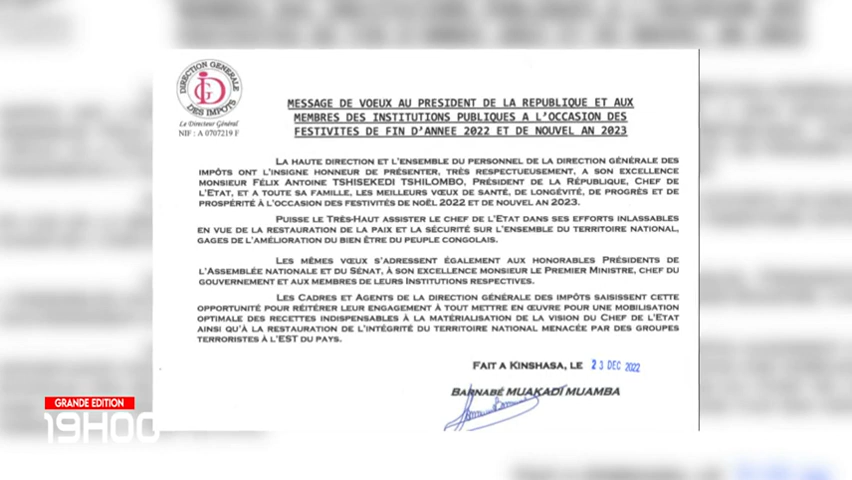 DIRECTION GENERALE
DGI
DES IMPÔTS
Le Directeur Général
NIF : A 0707219 F
MESSAGE DE VOEUX AU PRESIDENT DE LA REPUBLIQUE ET AUX
MEMBRES DES INSTITUTIONS PUBLIQUES A L'OCCASION DES
FESTIVITES DE FIN D'ANNEE 2022 ET DE NOUVEL AN 2023
LA HAUTE DIRECTION ET L'ENSEMBLE DU PERSONNEL DE LA DIRECTION GÉNÉRALE DES
IMPÔTS ONT L'INSIGNE HONNEUR DE PRÉSENTER, TRÈS RESPECTUEUSEMENT, A SON EXCELLENCE
MONSIEUR FÉLIX ANTOINE TSHISEKEDI TSHILOMBO, PRÉSIDENT DE LA RÉPUBLIQUE, CHEF DE
L'ETAT, ET A TOUTE SA FAMILLE, LES MEILLEURS VŒUX DE SANTÉ, DE LONGÉVITÉ, DE PROGRÈS ET DE
PROSPÉRITÉ À L'OCCASION DES FESTIVITÉS DE NOËL 2022 ET DE NOUVEL AN 2023.
PUISSE LE TRÈS-HAUT ASSISTER LE CHEF DE L'ETAT DANS SES EFFORTS INLASSABLES
EN VUE DE LA RESTAURATION DE LA PAIX ET LA SÉCURITÉ SUR L'ENSEMBLE DU TERRITOIRE NATIONAL,
GAGES DE L'AMÉLIORATION DU BIEN ÊTRE DU PEUPLE CONGOLAIS.
LES MÊMES VŒUX S'ADRESSENT ÉGALEMENT AUX HONORABLES PRÉSIDENTS DE
L'ASSEMBLÉE NATIONALE ET DU SÉNAT, À SON EXCELLENCE MONSIEUR LE PREMIER MINISTRE, CHEF DU
GOUVERNEMENT ET AUX MEMBRES DE LEURS INSTITUTIONS RESPECTIVES.
LES CADRES ET AGENTS DE LA DIRECTION GÉNÉRALE DES IMPÔTS SAISISSENT CETTE
OPPORTUNITÉ POUR RÉITÉRER LEUR ENGAGEMENT À TOUT METTRE EN ŒUVRE POUR UNE MOBILISATION
OPTIMALE DES RECETTES INDISPENSABLES À LA MATÉRIALISATION DE LA VISION DU CHEF DE L'ETAT
AINSI QU'À LA RESTAURATION DE L'INTÉGRITÉ DU TERRITOIRE NATIONAL MENACÉE PAR DES GROUPES
TERRORISTES À L'EST DU PAYS.
FAIT A KINSHASA, LE 23 DEC 2022
BARNABÉ MUAKADI MUAMBA
GRANDE EDITION
19H00